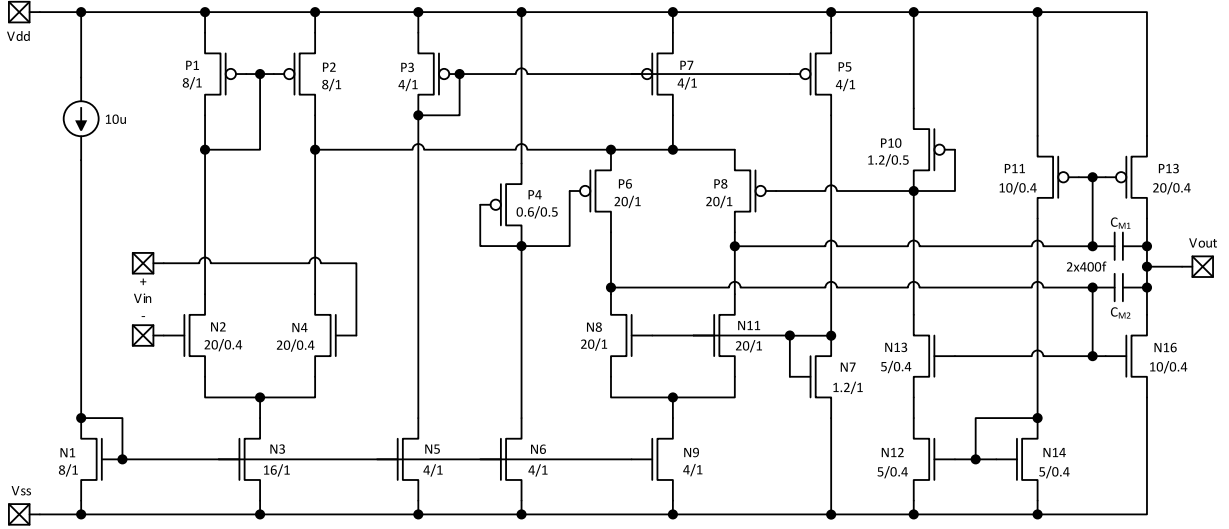 Vdd
P1
8/1
P2
8/1
P3
4/1
P7
4/1
P5
4/1
10u
P10
1.2/0.5
P4
0.6/0.5
P6
20/1
P8
20/1
P11
10/0.4
P13
20/0.4
CM1
Vout
2x400f
CM2
+
Vin
-
N2
20/0.4
N4
20/0.4
N8
20/1
N11
20/1
N7
1.2/1
N13
5/0.4
N16
10/0.4
N1
8/1
N3
16/1
N5
4/1
N6
4/1
N9
4/1
N12
5/0.4
N14
5/0.4
Vss